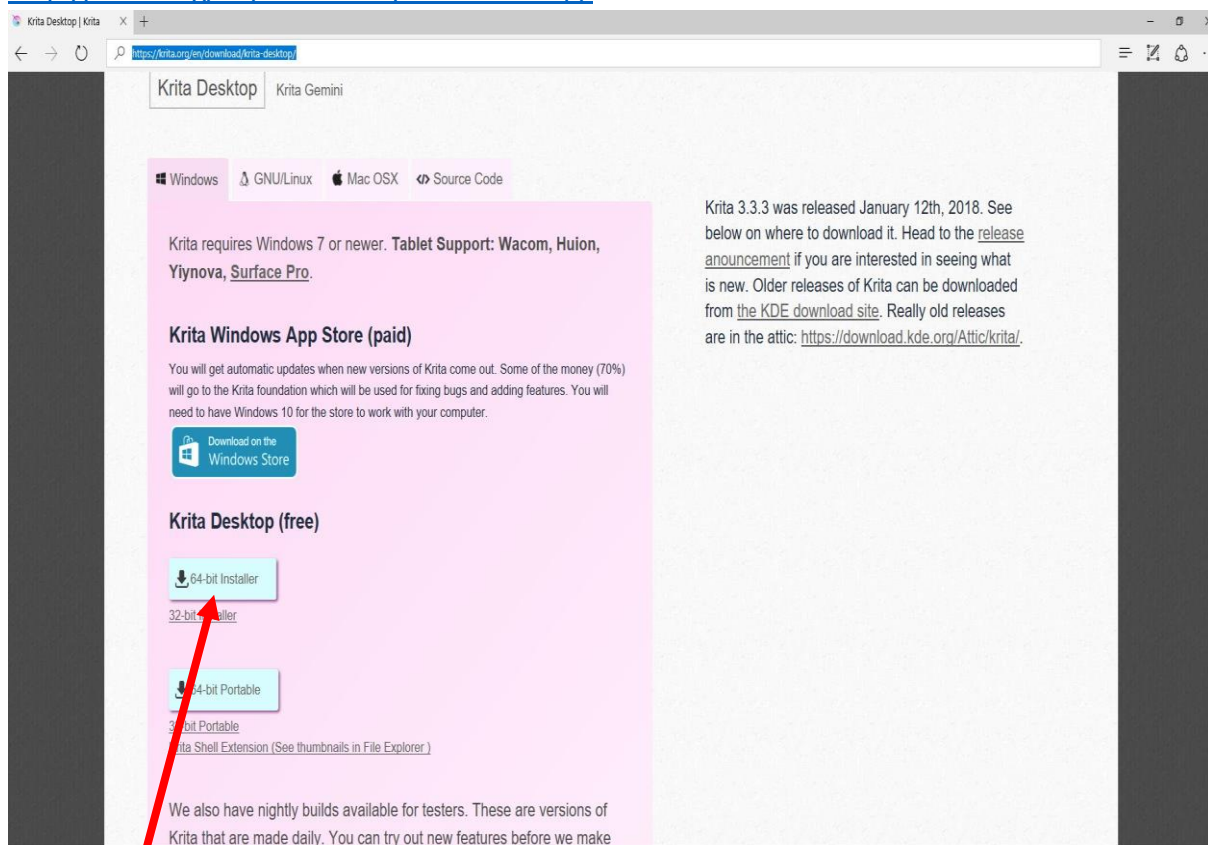 Krita Desktop | Krita
https://krita.org/en/download/krita-desktop/
Krita Desktop Krita Gemini
Windows GNU/Linux Mac OSX Source Code
Krita requires Windows 7 or newer. Tablet Support: Wacom, Huion,
Yiynova, Surface Pro.
Krita Windows App Store (paid)
You will get automatic updates when new versions of Krita come out. Some of the money (70%)
will go to the Krita foundation which will be used for fixing bugs and adding features. You will
need to have Windows 10 for the store to work with your computer.
Download on the
Windows Store
Krita Desktop (free)
64-bit Installer
32-bit
64-bit Portable
Portable
Krita Shell Extension (See thumbnails in File Explorer )
We also have nightly builds available for testers. These are versions of
Krita that are made daily. You can try out new features before we make
Krita 3.3.3 was released January 12th, 2018. See
below on where to download it. Head to the release
anouncement if you are interested in seeing what
is new. Older releases of Krita can be downloaded
from the KDE download site. Really old releases
are in the attic: https://download.kde.org/Attic/krita/.